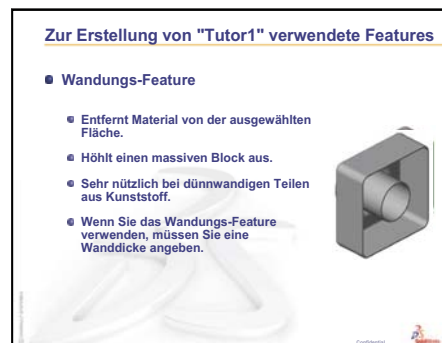 Zur Erstellung von "Tutor1" verwendete Features
Wandungs-Feature
Entfernt Material von der ausgewählten
Fläche.
Höhlt einen massiven Block aus.
Sehr nützlich bei dünnwandigen Teilen
aus Kunststoff.
Wenn Sie das Wandungs-Feature
verwenden, müssen Sie eine
Wanddicke angeben.
Confidential